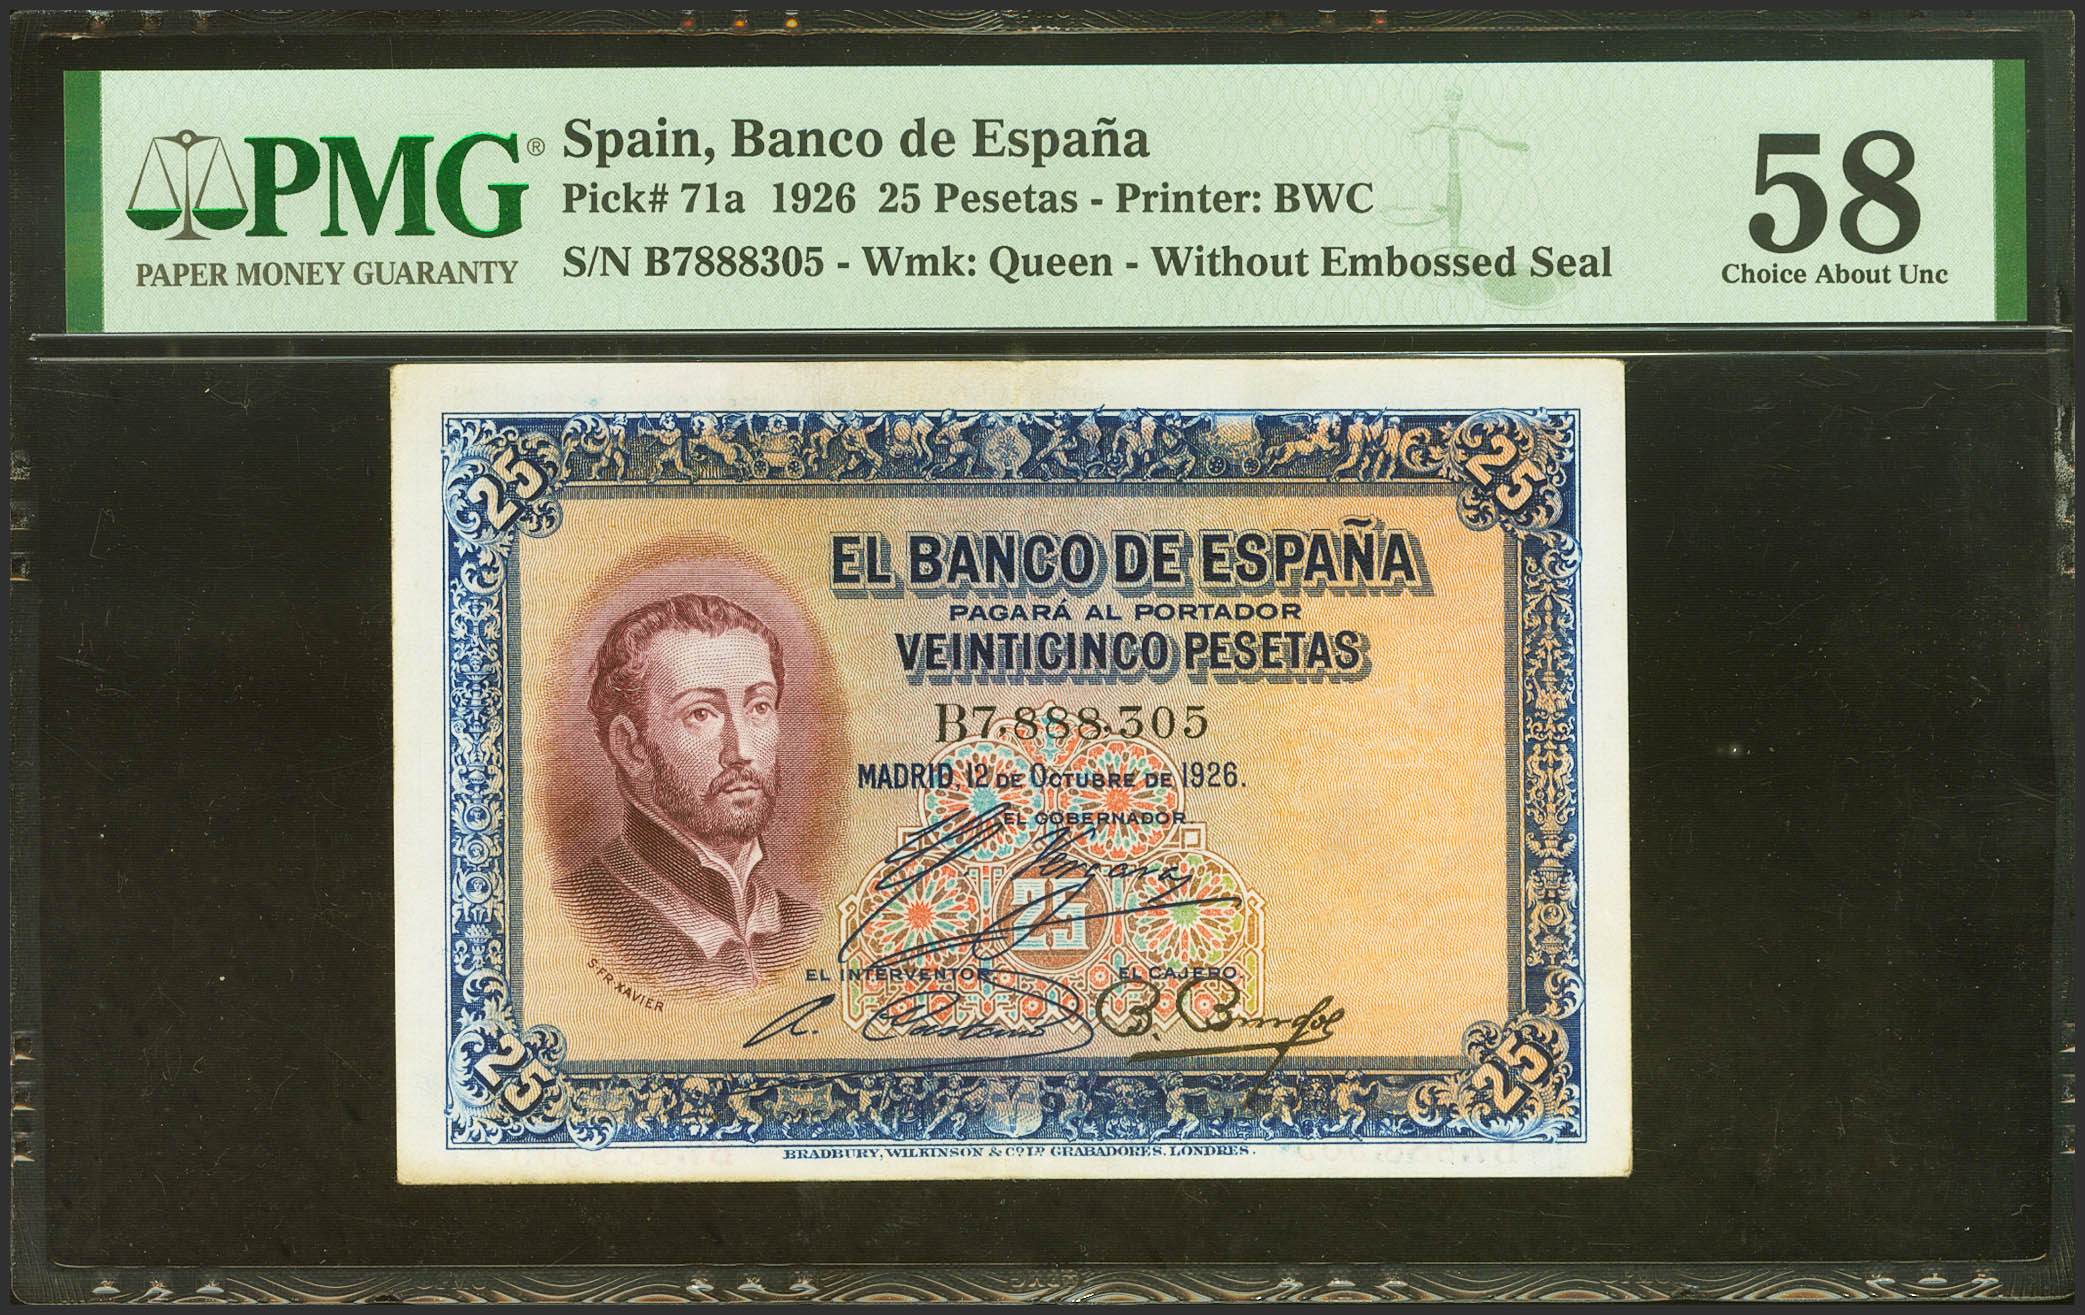 PMG®
PAPER MONEY GUARANTY
Spain, Banco de España
Pick# 71a 1926 25 Pesetas - Printer: BWC
S/N B7888305 - Wmk: Queen - Without Embossed Seal
58
Choice About Unc
25
25
EL BANCO DE ESPAÑA
PAGARÁ AL PORTADOR
VEINTICINCO PESETAS
B7,888,305
MADRID, 12 DE OCTUBRE DE 1926.
EL GOBERNADOR
25
EL INTERVENTOR,
EL CAJERO,
S. FR. XAVIER
25
25
BRADBURY, WILKINSON & Cº Lᴰ GRABADORES. LONDRES.